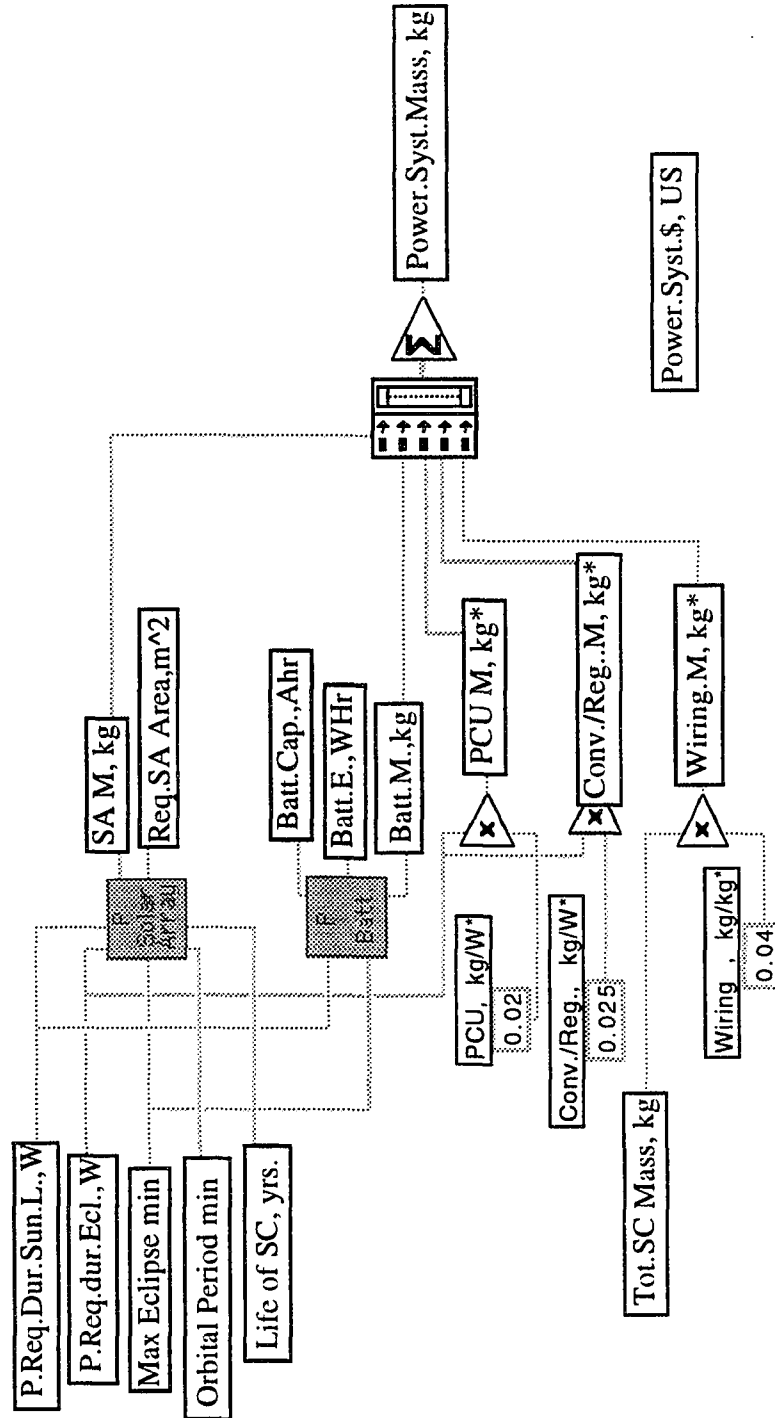 P.Req.Dur.Sun.L.,W
P.Req.dur.Ecl.,W
Max Eclipse min
Orbital Period min
Life of SC, yrs.
Tot.SC Mass, kg
PCU, kg/W*
0.02
Conv./Reg., kg/W*
0.025
Wiring , kg/kg*
0.04
P
Solar
Array
P
Batt
SA M, kg
Req.SA Area,m^2
Batt.Cap.,Ahr
Batt.E.,WHr
Batt.M.,kg
x
PCU M, kg*
x
Conv./Reg..M, kg*
x
Wiring.M, kg*
Σ
Power.Syst.Mass, kg
Power.Syst.$, US